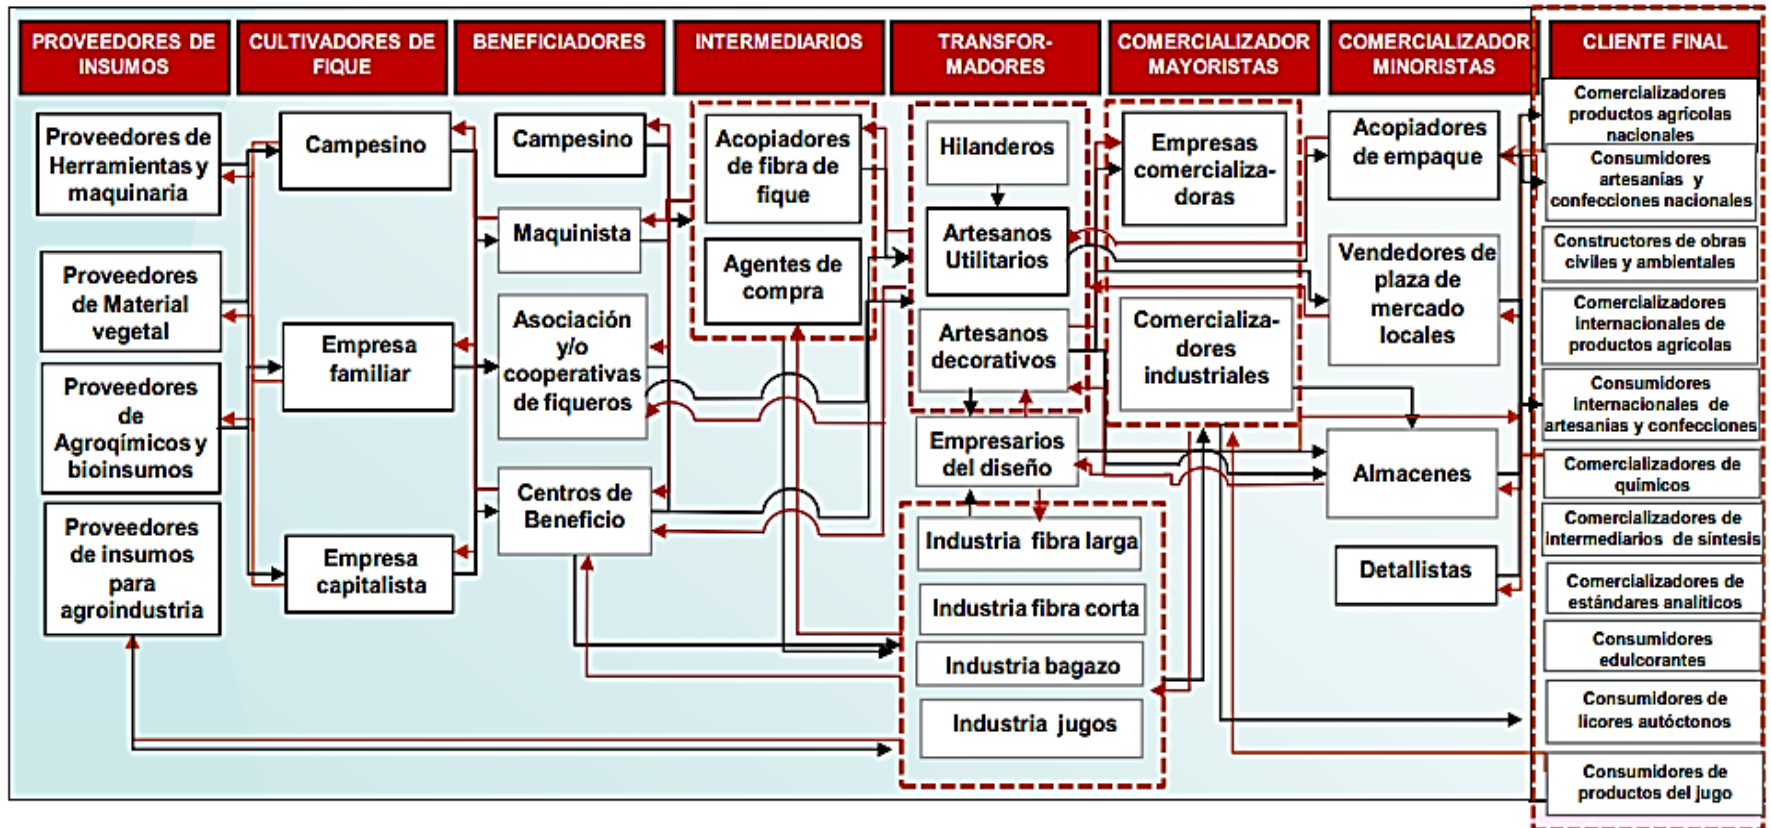 PROVEEDORES DE
INSUMOS
CULTIVADORES DE
FIQUE
BENEFICIADORES
INTERMEDIARIOS
TRANSFOR-
MADORES
COMERCIALIZADOR
MAYORISTAS
COMERCIALIZADOR
MINORISTAS
CLIENTE FINAL
Proveedores de
Herramientas y
maquinaria
Proveedores
de Material
vegetal
Proveedores
de
Agroqímicos y
bioinsumos
Proveedores
de insumos
para
agroindustria
Campesino
Empresa
familiar
Empresa
capitalista
Campesino
Maquinista
Asociación
y/o
cooperativas
de fiqueros
Centros de
Beneficio
Acopiadores
de fibra de
fique
Agentes de
compra
Hilanderos
Artesanos
Utilitarios
Artesanos
decorativos
Empresarios
del diseño
Industria fibra larga
Industria fibra corta
Industria bagazo
Industria jugos
Empresas
comercializa-
doras
Comercializa-
dores
industriales
Acopiadores
de empaque
Vendedores de
plaza de
mercado
locales
Almacenes
Detallistas
Comercializadores
productos agrícolas
nacionales
Consumidores
artesanías y
confecciones nacionales
Constructores de obras
civiles y ambientales
Comercializadores
internacionales de
productos agrícolas
Consumidores
internacionales de
artesanías y confecciones
Comercializadores de
químicos
Comercializadores de
intermediarios de síntesis
Comercializadores de
estándares analíticos
Consumidores
edulcorantes
Consumidores de
licores autóctonos
Consumidores de
productos del jugo